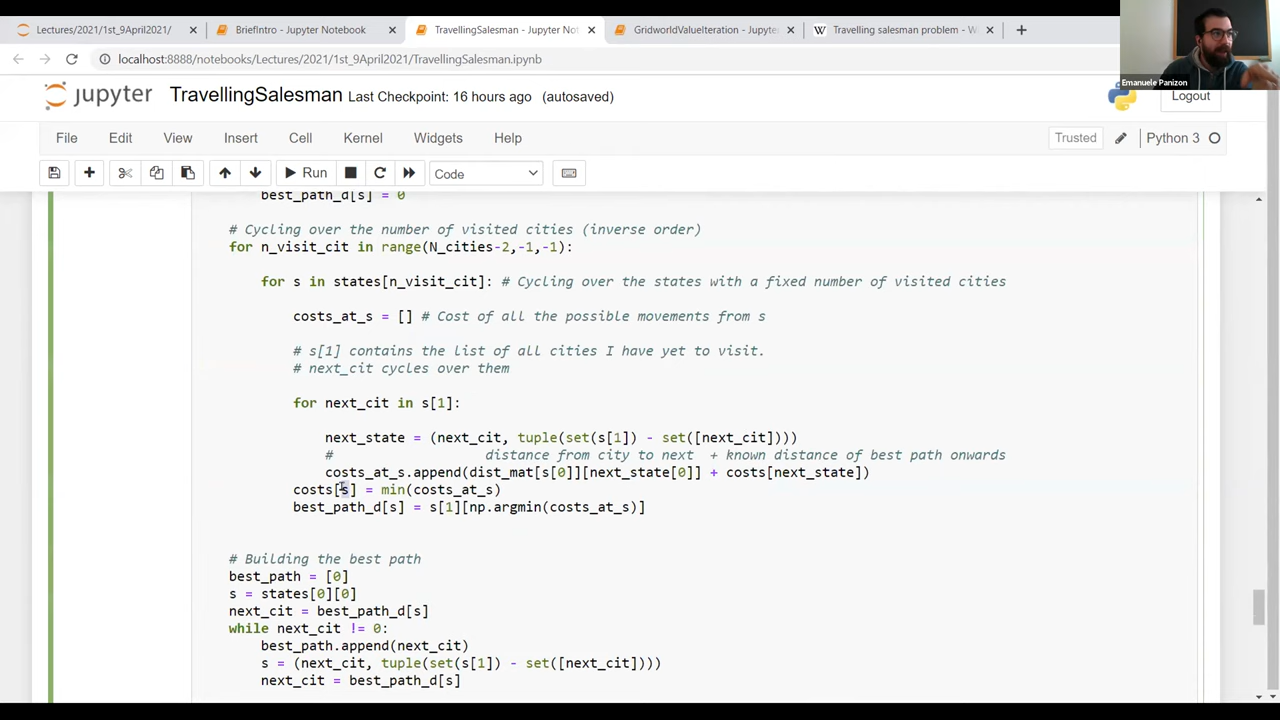 Lectures/2021/1st_9April2021/
BriefIntro - Jupyter Notebook
TravellingSalesman - Jupyter Not
GridworldValueIteration - Jupyte
Travelling salesman problem - W
localhost:8888/notebooks/Lectures/2021/1st_9April2021/TravellingSalesman.ipynb
Emanuele Panizon
jupyter TravellingSalesman Last Checkpoint: 16 hours ago (autosaved)
Logout
File Edit View Insert Cell Kernel Widgets Help
Trusted Python 3
Run Code
best_path_d[s] = 0
# Cycling over the number of visited cities (inverse order)
for n_visit_cit in range(N_cities-2,-1,-1):
for s in states[n_visit_cit]: # Cycling over the states with a fixed number of visited cities
costs_at_s = [] # Cost of all the possible movements from s
# s[1] contains the list of all cities I have yet to visit.
# next_cit cycles over them
for next_cit in s[1]:
next_state = (next_cit, tuple(set(s[1]) - set([next_cit])))
# distance from city to next + known distance of best path onwards
costs_at_s.append(dist_mat[s[0]][next_state[0]] + costs[next_state])
costs[s] = min(costs_at_s)
best_path_d[s] = s[1][np.argmin(costs_at_s)]
# Building the best path
best_path = [0]
s = states[0][0]
next_cit = best_path_d[s]
while next_cit != 0:
best_path.append(next_cit)
s = (next_cit, tuple(set(s[1]) - set([next_cit])))
next_cit = best_path_d[s]